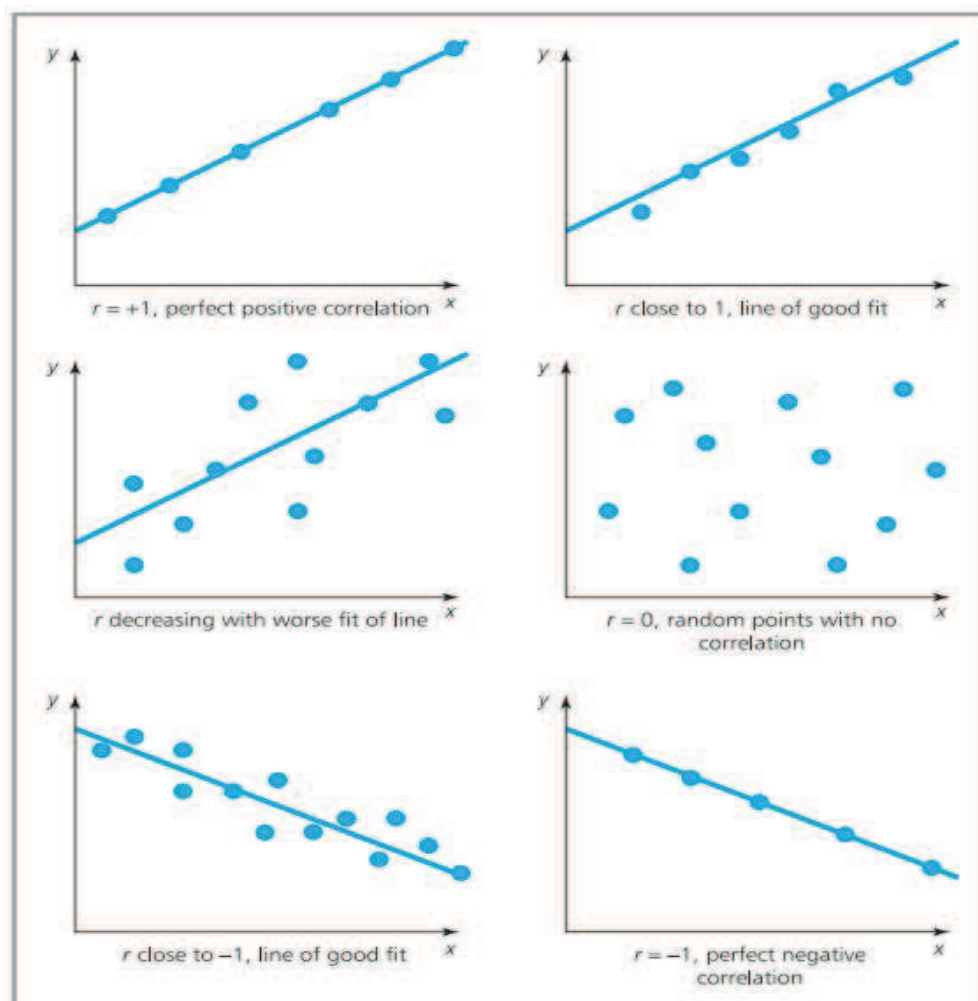 y
y
x
x
r = +1, perfect positive correlation
r close to 1, line of good fit
y
y
x
x
r decreasing with worse fit of line
r = 0, random points with no
correlation
y
y
x
x
r close to −1, line of good fit
r = −1, perfect negative
correlation